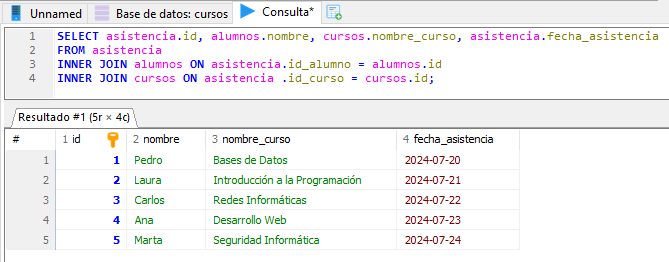 Unnamed Base de datos: cursos Consulta*
1 SELECT asistencia.id, alumnos.nombre, cursos.nombre_curso, asistencia.fecha_asistencia
2 FROM asistencia
3 INNER JOIN alumnos ON asistencia.id_alumno = alumnos.id
4 INNER JOIN cursos ON asistencia .id_curso = cursos.id;
Resultado #1 (5r × 4c)
# 1 id 2 nombre 3 nombre_curso 4 fecha_asistencia
1 1 Pedro Bases de Datos 2024-07-20
2 2 Laura Introducción a la Programación 2024-07-21
3 3 Carlos Redes Informáticas 2024-07-22
4 4 Ana Desarrollo Web 2024-07-23
5 5 Marta Seguridad Informática 2024-07-24